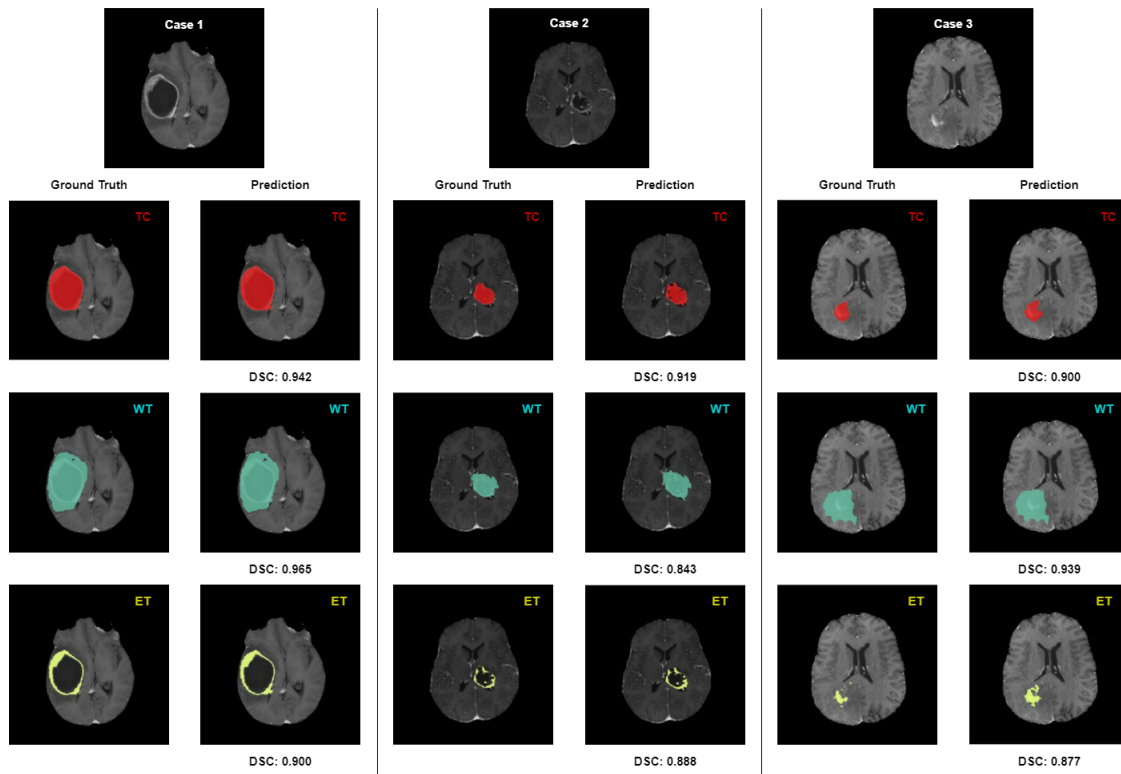 Case 1
Case 2
Case 3
Ground Truth
Prediction
Ground Truth
Prediction
Ground Truth
Prediction
TC
TC
TC
TC
TC
TC
DSC: 0.942
DSC: 0.919
DSC: 0.900
WT
WT
WT
WT
WT
WT
DSC: 0.965
DSC: 0.843
DSC: 0.939
ET
ET
ET
ET
ET
ET
DSC: 0.900
DSC: 0.888
DSC: 0.877